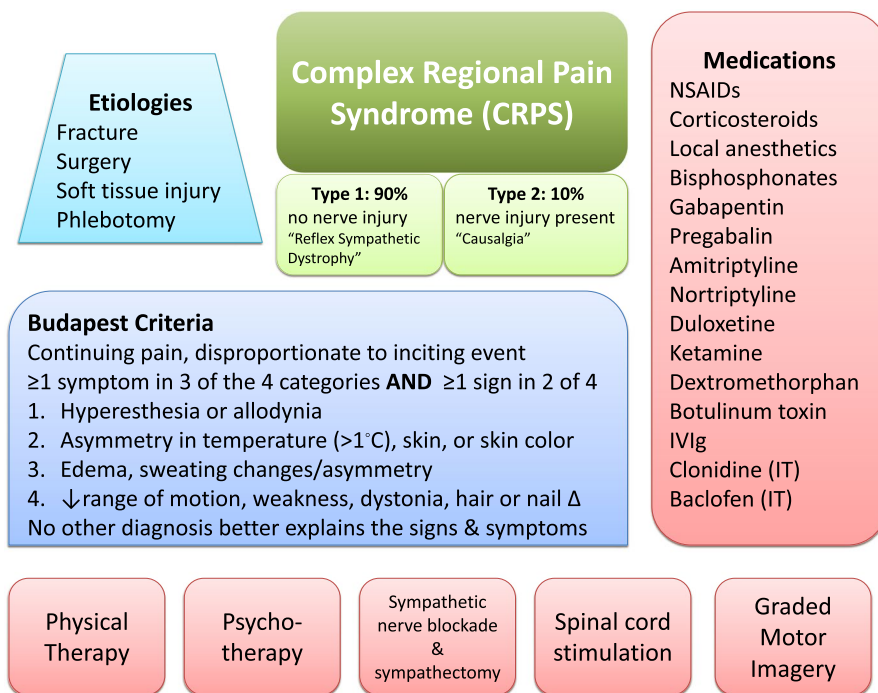 Complex Regional Pain
Syndrome (CRPS)
Etiologies
Fracture
Surgery
Soft tissue injury
Phlebotomy
Type 1: 90%
no nerve injury
“Reflex Sympathetic
Dystrophy”
Type 2: 10%
nerve injury present
“Causalgia”
Medications
NSAIDs
Corticosteroids
Local anesthetics
Bisphosphonates
Gabapentin
Pregabalin
Amitriptyline
Nortriptyline
Duloxetine
Ketamine
Dextromethorphan
Botulinum toxin
IVIg
Clonidine (IT)
Baclofen (IT)
Budapest Criteria
Continuing pain, disproportionate to inciting event
≥1 symptom in 3 of the 4 categories AND ≥1 sign in 2 of 4
1. Hyperesthesia or allodynia
2. Asymmetry in temperature (>1°C), skin, or skin color
3. Edema, sweating changes/asymmetry
4. ↓range of motion, weakness, dystonia, hair or nail Δ
No other diagnosis better explains the signs & symptoms
Physical
Therapy
Psycho-
therapy
Sympathetic
nerve blockade
&
sympathectomy
Spinal cord
stimulation
Graded
Motor
Imagery